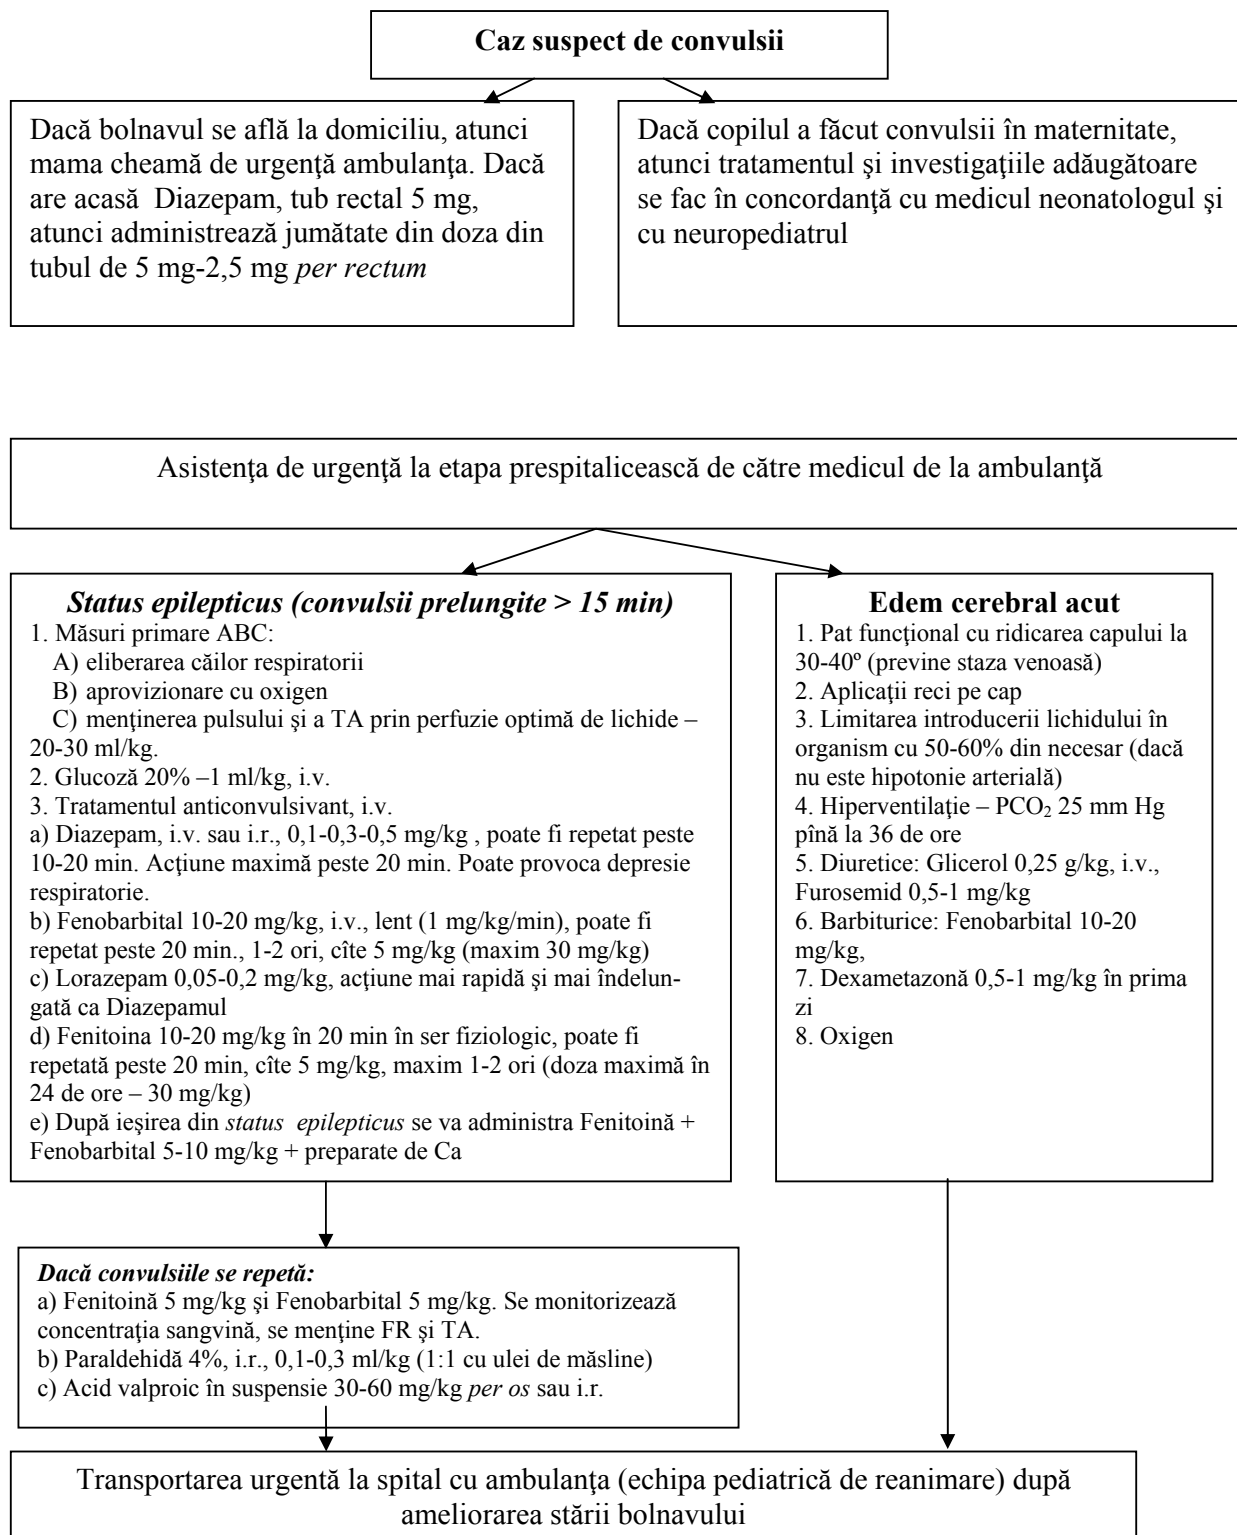 Caz suspect de convulsii
Dacă bolnavul se află la domiciliu, atunci
mama cheamă de urgenţă ambulanţa. Dacă
are acasă Diazepam, tub rectal 5 mg,
atunci administrează jumătate din doza din
tubul de 5 mg-2,5 mg per rectum
Dacă copilul a făcut convulsii în maternitate,
atunci tratamentul şi investigaţiile adăugătoare
se fac în concordanţă cu medicul neonatologul şi
cu neuropediatrul
Asistenţa de urgenţă la etapa prespitalicească de către medicul de la ambulanţă
Status epilepticus (convulsii prelungite > 15 min)
1. Măsuri primare ABC:
A) eliberarea căilor respiratorii
B) aprovizionare cu oxigen
C) menţinerea pulsului şi a TA prin perfuzie optimă de lichide –
20-30 ml/kg.
2. Glucoză 20% –1 ml/kg, i.v.
3. Tratamentul anticonvulsivant, i.v.
a) Diazepam, i.v. sau i.r., 0,1-0,3-0,5 mg/kg , poate fi repetat peste
10-20 min. Acţiune maximă peste 20 min. Poate provoca depresie
respiratorie.
b) Fenobarbital 10-20 mg/kg, i.v., lent (1 mg/kg/min), poate fi
repetat peste 20 min., 1-2 ori, cîte 5 mg/kg (maxim 30 mg/kg)
c) Lorazepam 0,05-0,2 mg/kg, acţiune mai rapidă şi mai îndelun-
gată ca Diazepamul
d) Fenitoina 10-20 mg/kg în 20 min în ser fiziologic, poate fi
repetată peste 20 min, cîte 5 mg/kg, maxim 1-2 ori (doza maximă în
24 de ore – 30 mg/kg)
e) După ieşirea din status epilepticus se va administra Fenitoină +
Fenobarbital 5-10 mg/kg + preparate de Ca
Edem cerebral acut
1. Pat funcţional cu ridicarea capului la
30-40º (previne staza venoasă)
2. Aplicaţii reci pe cap
3. Limitarea introducerii lichidului în
organism cu 50-60% din necesar (dacă
nu este hipotonie arterială)
4. Hiperventilaţie – PCO₂ 25 mm Hg
pînă la 36 de ore
5. Diuretice: Glicerol 0,25 g/kg, i.v.,
Furosemid 0,5-1 mg/kg
6. Barbiturice: Fenobarbital 10-20
mg/kg,
7. Dexametazonă 0,5-1 mg/kg în prima
zi
8. Oxigen
Dacă convulsiile se repetă:
a) Fenitoină 5 mg/kg şi Fenobarbital 5 mg/kg. Se monitorizează
concentraţia sangvină, se menţine FR şi TA.
b) Paraldehidă 4%, i.r., 0,1-0,3 ml/kg (1:1 cu ulei de măsline)
c) Acid valproic în suspensie 30-60 mg/kg per os sau i.r.
Transportarea urgentă la spital cu ambulanţa (echipa pediatrică de reanimare) după
ameliorarea stării bolnavului